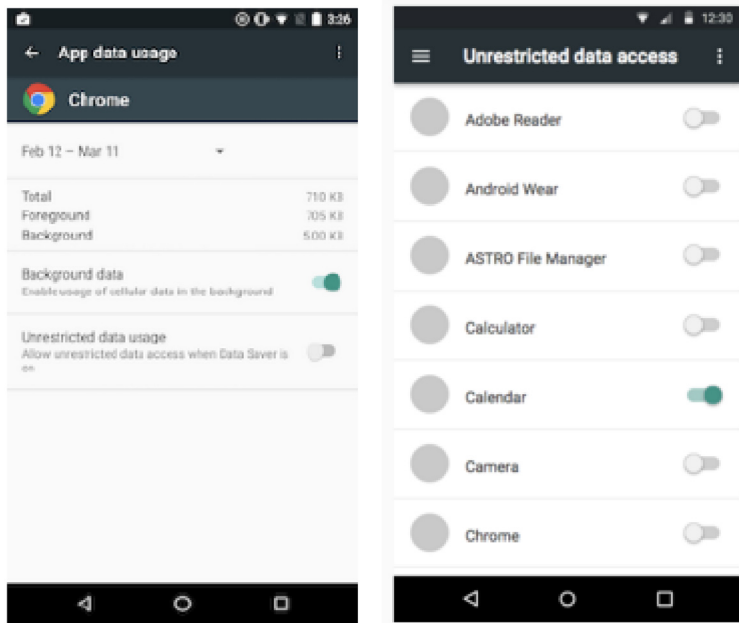 3:26
App data usage
Chrome
Feb 12 – Mar 11
Total 710 KB
Foreground 705 KB
Background 5.00 KB
Background data
Enable usage of cellular data in the background
Unrestricted data usage
Allow unrestricted data access when Data Saver is
on
12:30
Unrestricted data access
Adobe Reader
Android Wear
ASTRO File Manager
Calculator
Calendar
Camera
Chrome